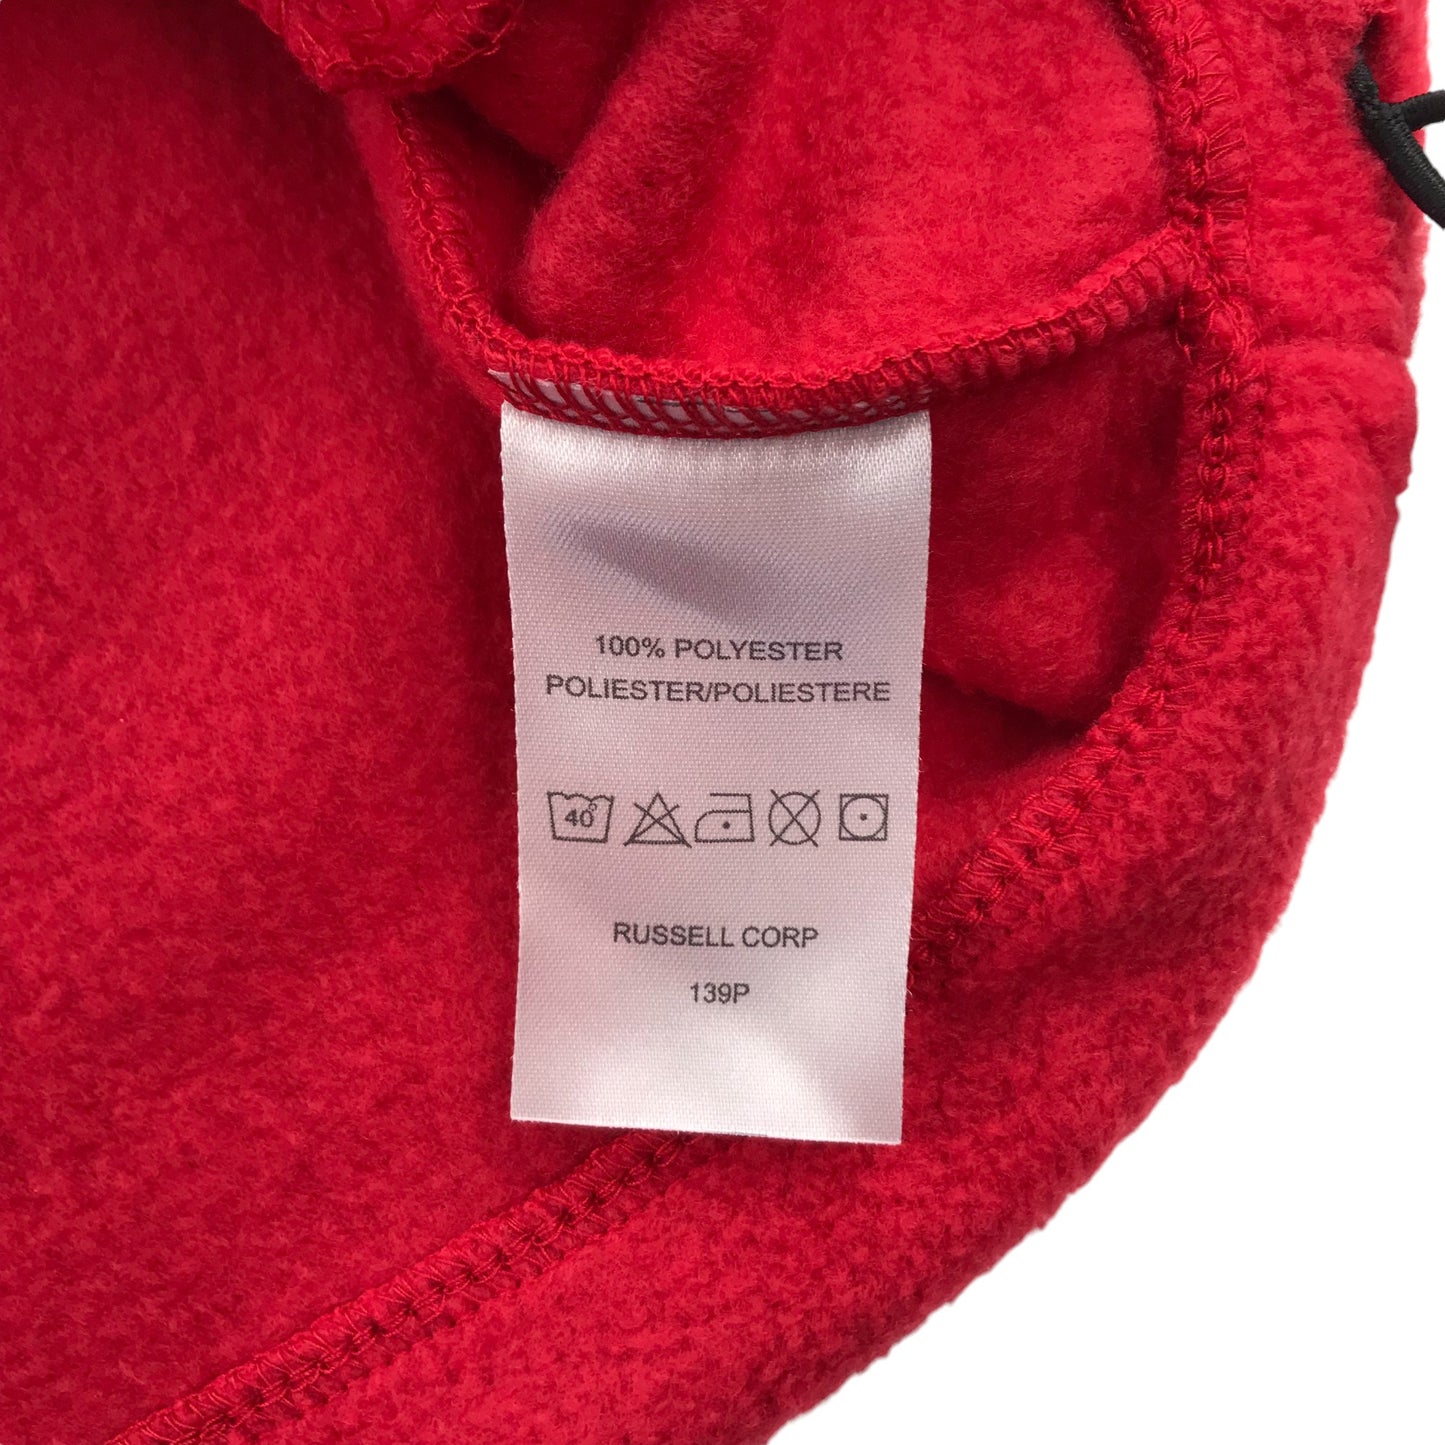 100% POLYESTER
POLIESTER/POLIESTERE
40°
RUSSELL CORP
139P